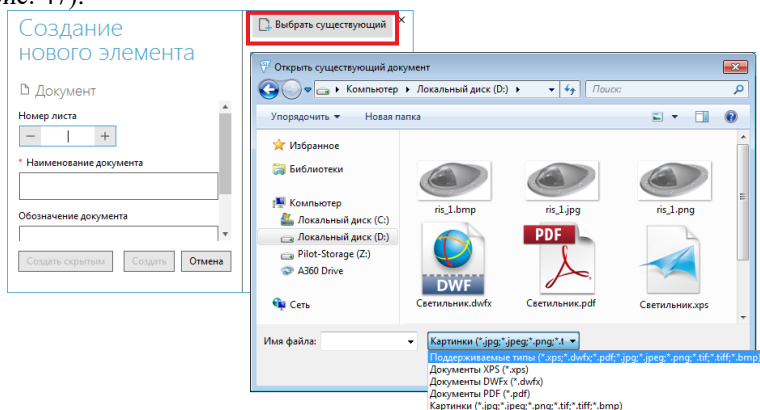 Создание
нового элемента
Документ
Номер листа
− | +
* Наименование документа
Обозначение документа
Создать скрытым Создать Отмена
Выбрать существующий ×
Открыть существующий документ
Компьютер ▸ Локальный диск (D:) ▸
Поиск:
Упорядочить ▾ Новая папка
Избранное
Библиотеки
Компьютер
Локальный диск (C:)
Локальный диск (D:)
Pilot-Storage (Z:)
A360 Drive
Сеть
ris_1.bmp ris_1.jpg ris_1.png
DWF
PDF
Светильник.dwfx Светильник.pdf Светильник.xps
Имя файла:
Картинки (*.jpg;*.jpeg;*.png;*.t
Поддерживаемые типы (*.xps;*.dwfx;*.pdf;*.jpg;*.jpeg;*.png;*.tif;*.tiff;*.bmp)
Документы XPS (*.xps)
Документы DWFx (*.dwfx)
Документы PDF (*.pdf)
Картинки (*.jpg;*.jpeg;*.png;*.tif;*.tiff;*.bmp)